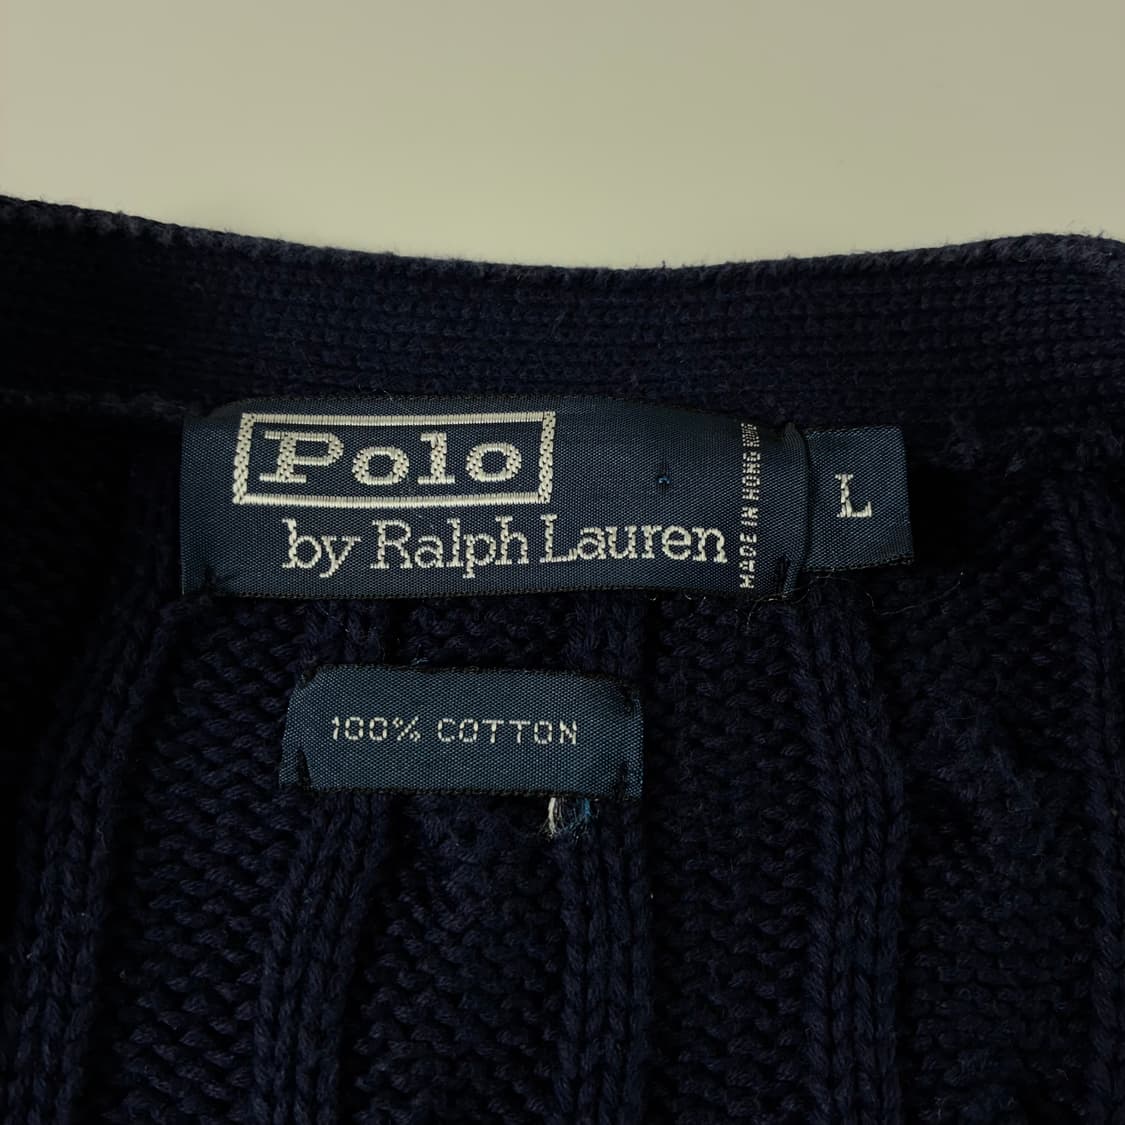 Polo
by Ralph Lauren
MADE IN HONG KONG
L
100% COTTON